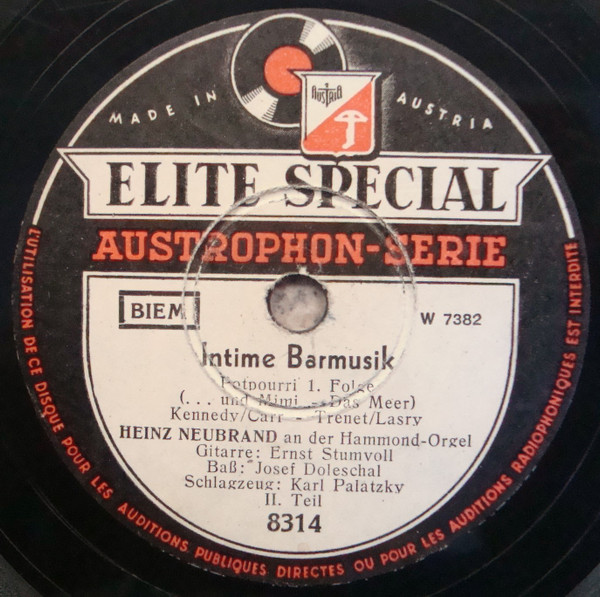 MADE IN AUSTRIA
AUSTRIA
ELITE SPECIAL
AUSTROPHON-SERIE
BIEM
W 7382
Intime Barmusik
Potpourri 1. Folge
(... und Mimi - Das Meer)
Kennedy/Carr - Trenet/Lasry
HEINZ NEUBRAND an der Hammond-Orgel
Gitarre: Ernst Stumvoll
Baß: Josef Doleschal
Schlagzeug: Karl Palatzky
II. Teil
8314
L'UTILISATION DE CE DISQUE POUR LES AUDITIONS PUBLIQUES DIRECTES OU POUR LES AUDITIONS RADIOPHONIQUES EST INTERDITE